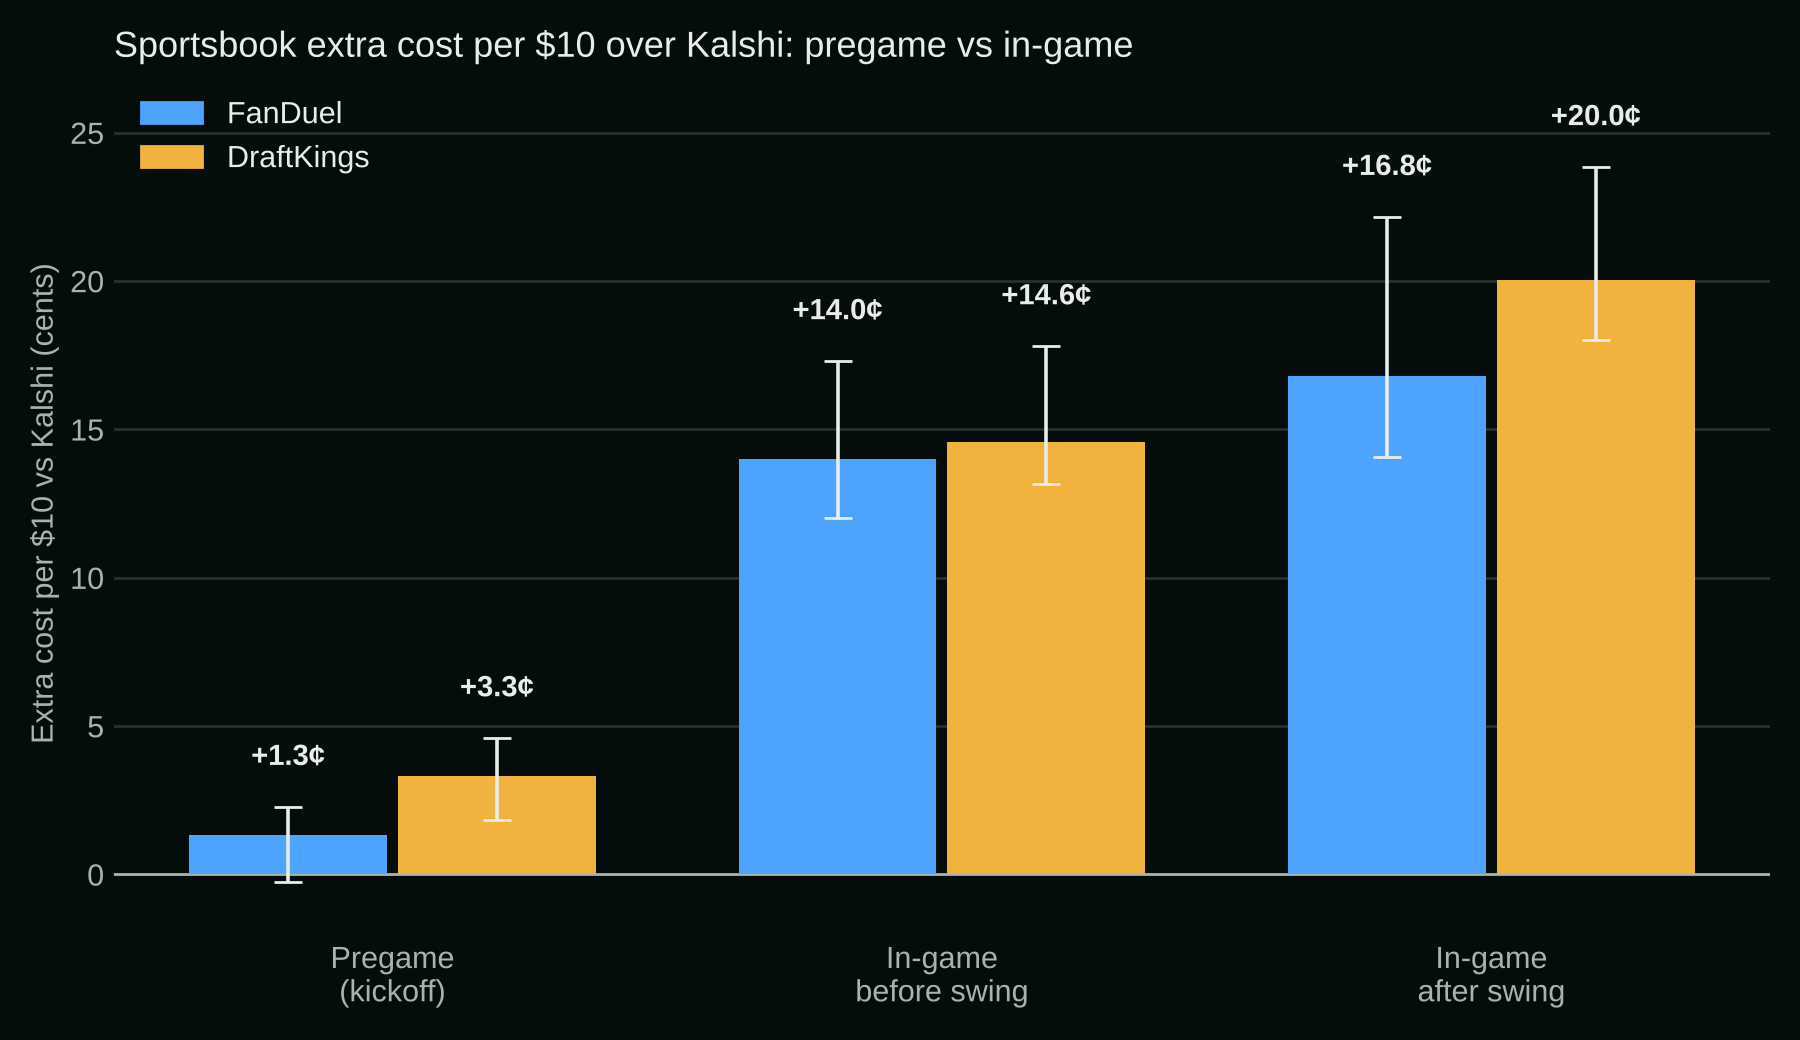 Sportsbook extra cost per $10 over Kalshi: pregame vs in-game
FanDuel
DraftKings
Extra cost per $10 vs Kalshi (cents)
25
20
15
10
5
0
+1.3¢
+3.3¢
+14.0¢
+14.6¢
+16.8¢
+20.0¢
Pregame
(kickoff)
In-game
before swing
In-game
after swing